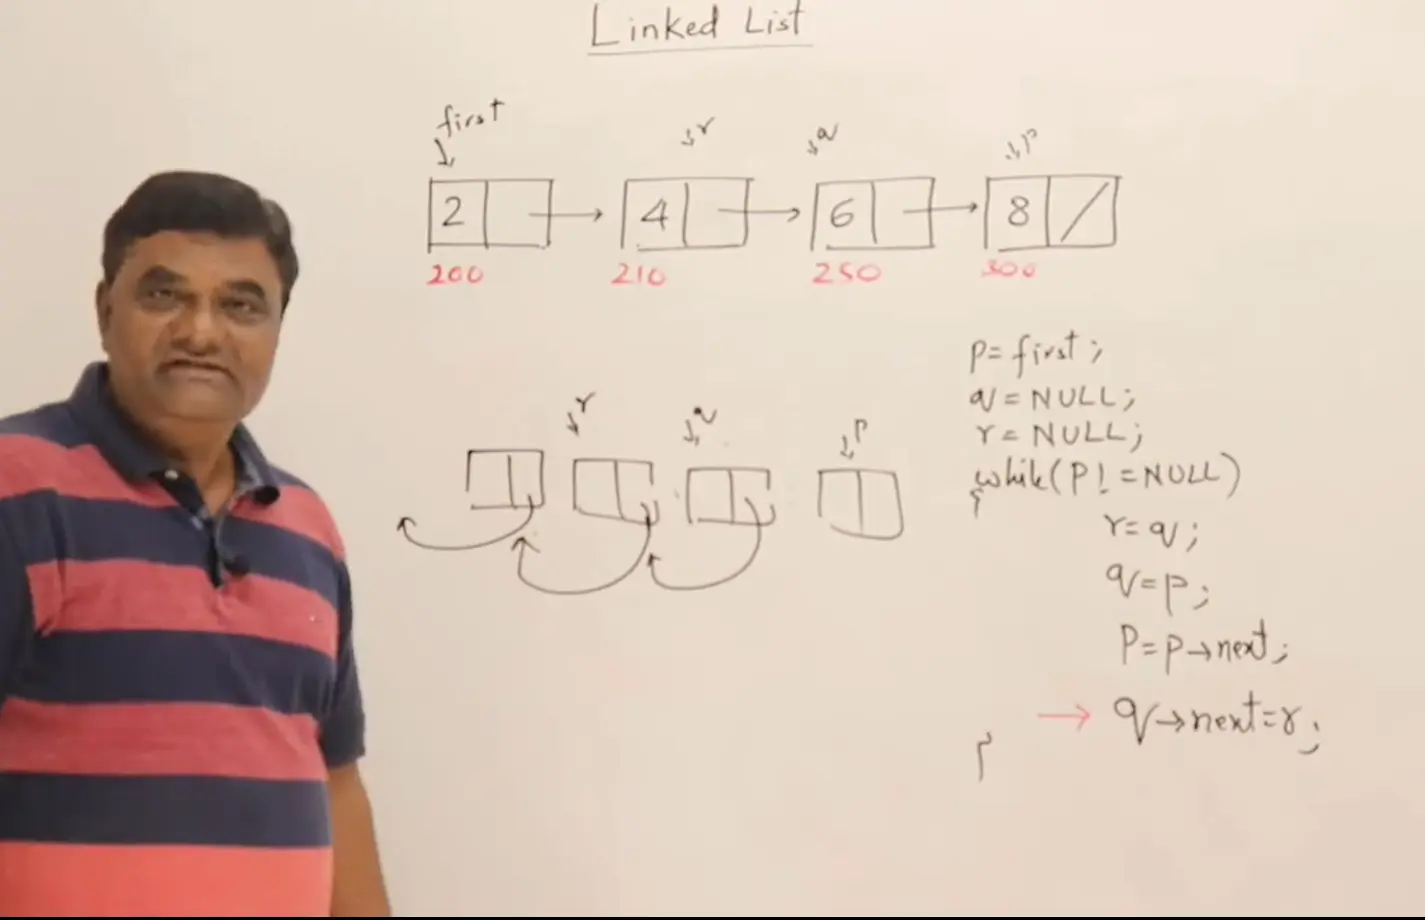 Linked List
first
r
q
p
2 4 6 8
200 210 250 300
r
q
p
p=first;
q=NULL;
r=NULL;
while(P!=NULL)
{
r=q;
q=p;
P=p→next;
→ q→next=r;
}